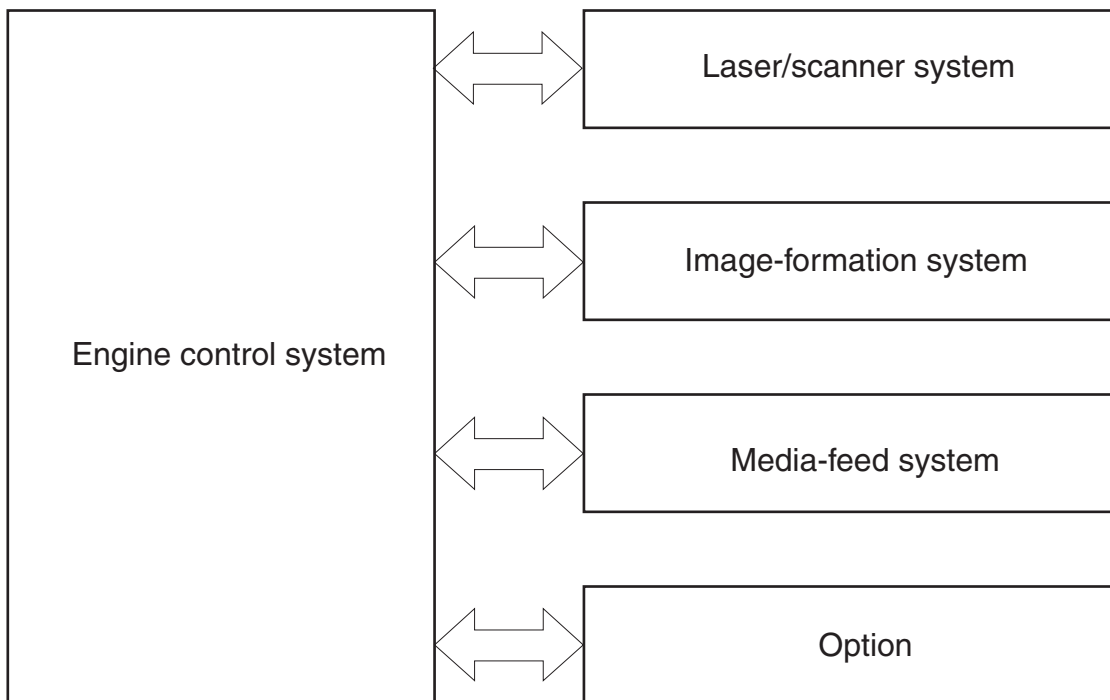 Laser/scanner system
Image-formation system
Engine control system
Media-feed system
Option